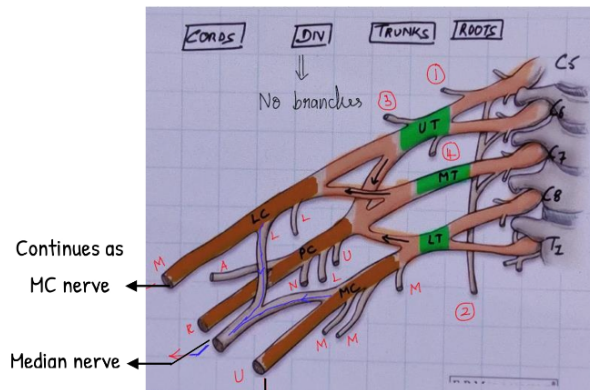 CORDS DIV TRUNKS ROOTS
No branches
1
3
C5
C6
UT
4
C7
MT
C8
LC
L
L
LT
T1
M
A
PC
U
N
L
MC
M
2
R
M
M
U
Continues as
MC nerve
Median nerve